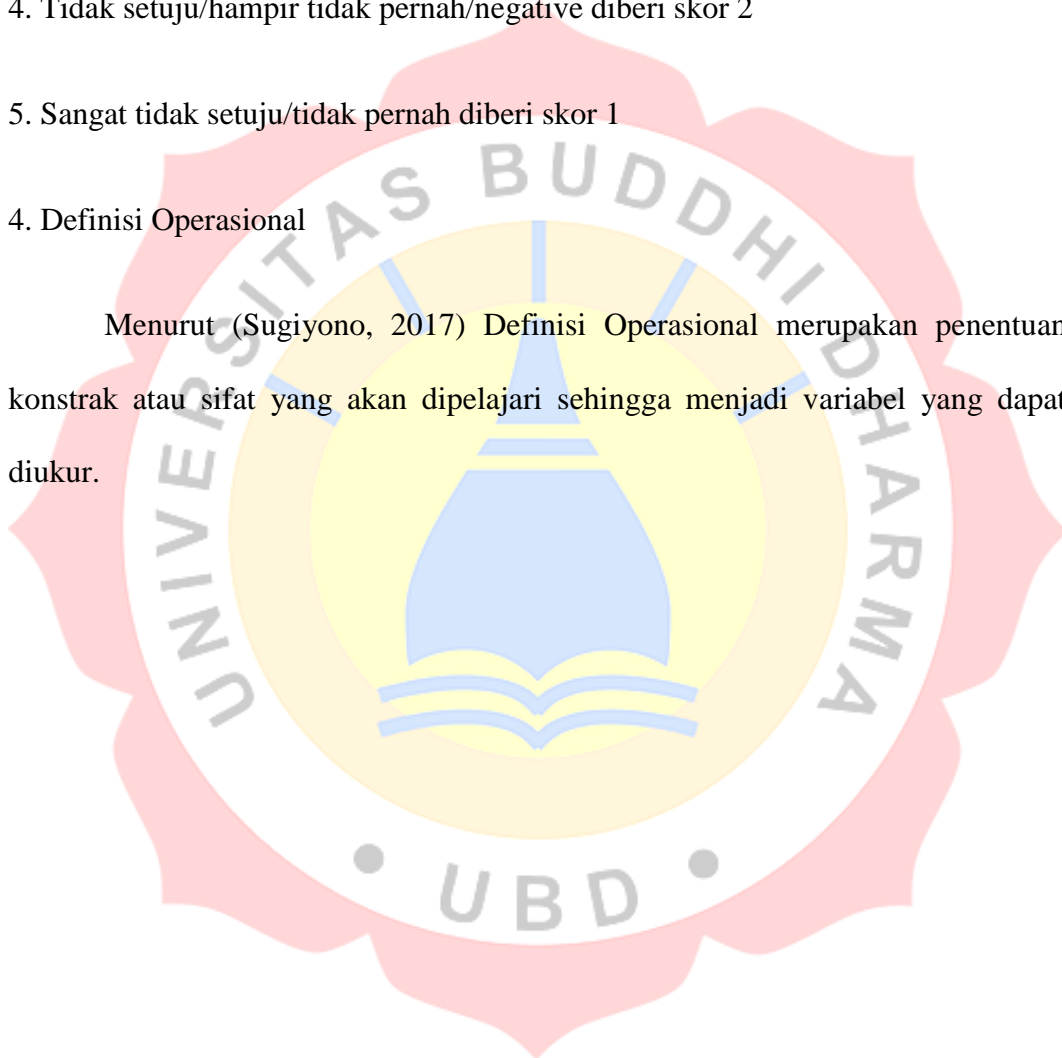 4. Tidak setuju/hampir tidak pernah/negative diberi skor 2
5. Sangat tidak setuju/tidak pernah diberi skor 1
4. Definisi Operasional
Menurut (Sugiyono, 2017) Definisi Operasional merupakan penentuan
konstrak atau sifat yang akan dipelajari sehingga menjadi variabel yang dapat
diukur.
UNIVERSITAS BUDDHI DHARMA
• UBD •